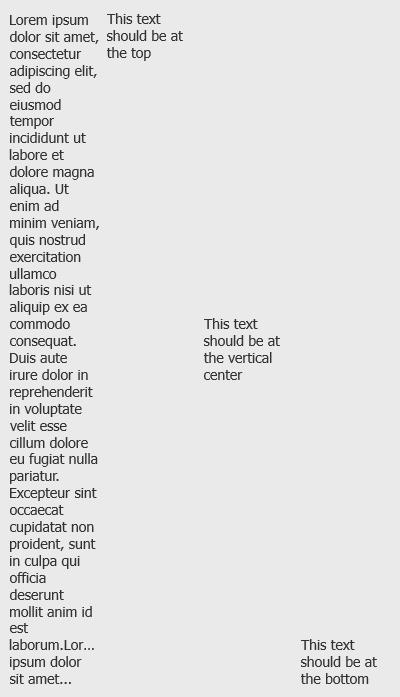 Lorem ipsum
dolor sit amet,
consectetur
adipiscing elit,
sed do
eiusmod
tempor
incididunt ut
labore et
dolore magna
aliqua. Ut
enim ad
minim veniam,
quis nostrud
exercitation
ullamco
laboris nisi ut
aliquip ex ea
commodo
consequat.
Duis aute
irure dolor in
reprehenderit
in voluptate
velit esse
cillum dolore
eu fugiat nulla
pariatur.
Excepteur sint
occaecat
cupidatat non
proident, sunt
in culpa qui
officia
deserunt
mollit anim id
est
laborum.Lor...
ipsum dolor
sit amet...
This text
should be at
the top
This text
should be at
the vertical
center
This text
should be at
the bottom